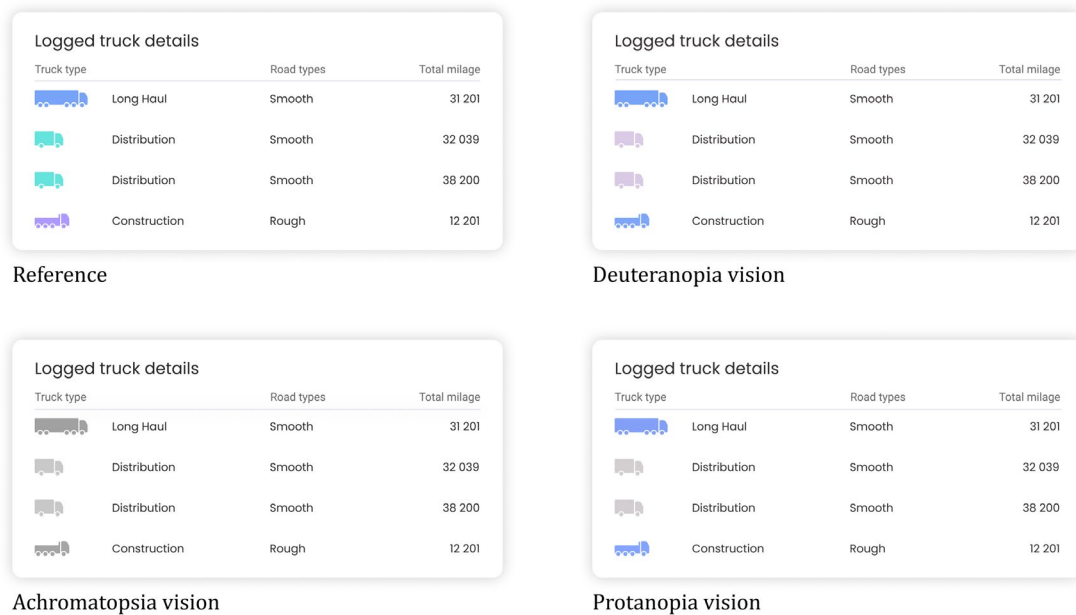 Logged truck details
Truck type Road types Total milage
Long Haul Smooth 31 201
Distribution Smooth 32 039
Distribution Smooth 38 200
Construction Rough 12 201
Reference
Logged truck details
Truck type Road types Total milage
Long Haul Smooth 31 201
Distribution Smooth 32 039
Distribution Smooth 38 200
Construction Rough 12 201
Deuteranopia vision
Logged truck details
Truck type Road types Total milage
Long Haul Smooth 31 201
Distribution Smooth 32 039
Distribution Smooth 38 200
Construction Rough 12 201
Achromatopsia vision
Logged truck details
Truck type Road types Total milage
Long Haul Smooth 31 201
Distribution Smooth 32 039
Distribution Smooth 38 200
Construction Rough 12 201
Protanopia vision